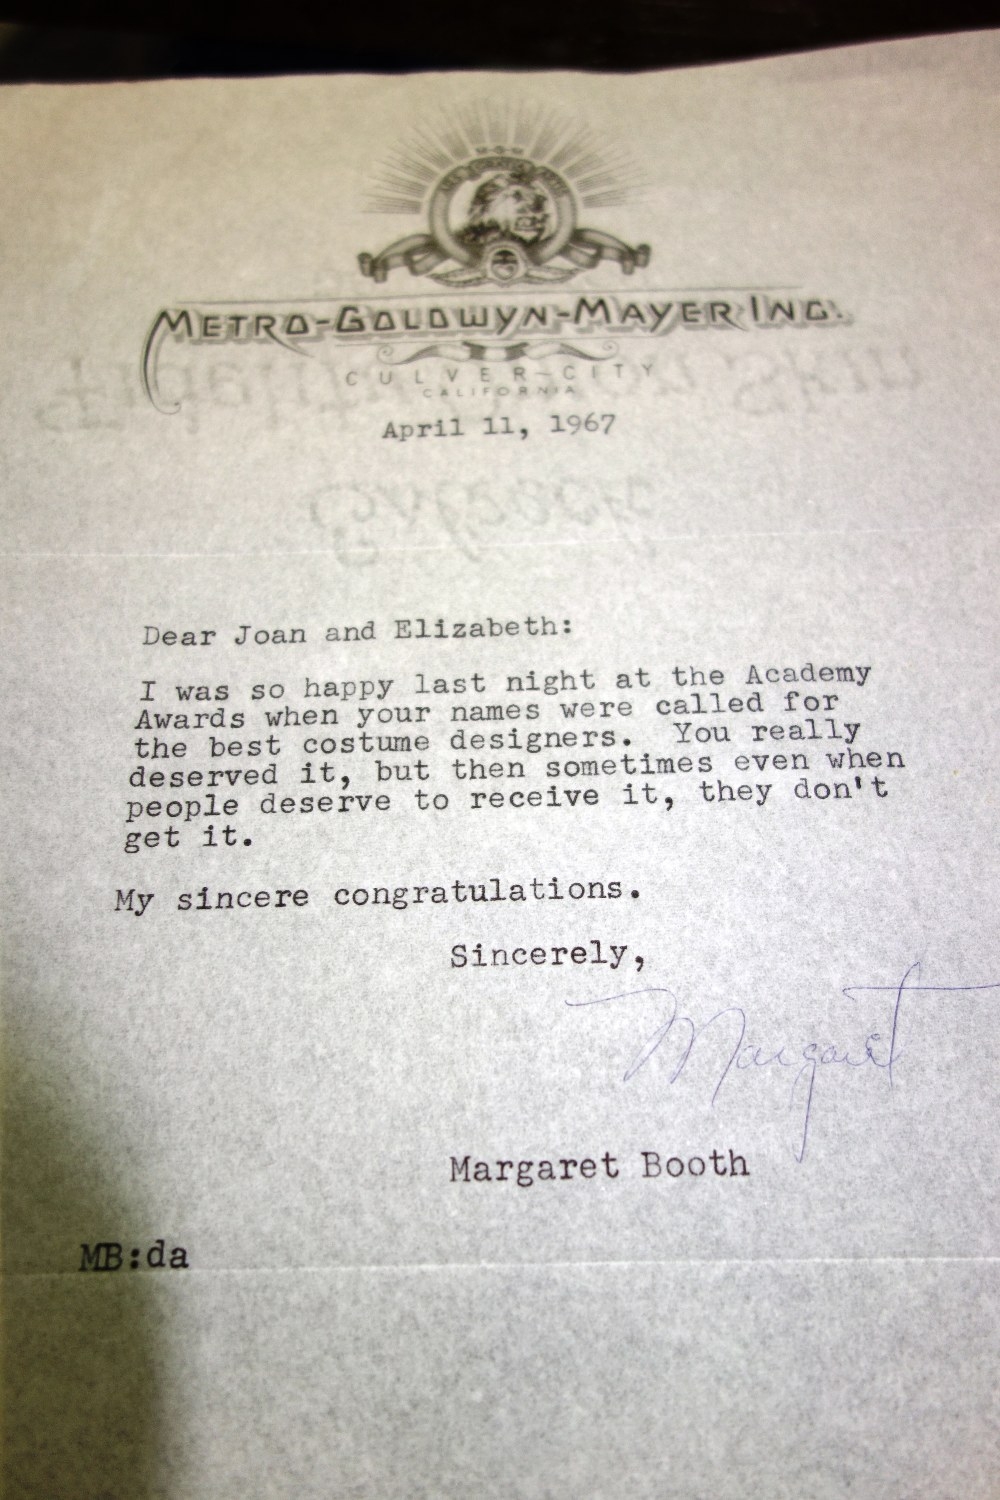 METRO-GOLDWYN-MAYER INC.
CULVER-CITY
CALIFORNIA
April 11, 1967
Dear Joan and Elizabeth:
I was so happy last night at the Academy
Awards when your names were called for
the best costume designers. You really
deserved it, but then sometimes even when
people deserve to receive it, they don't
get it.
My sincere congratulations.
Sincerely,
Margaret
Margaret Booth
MB:da